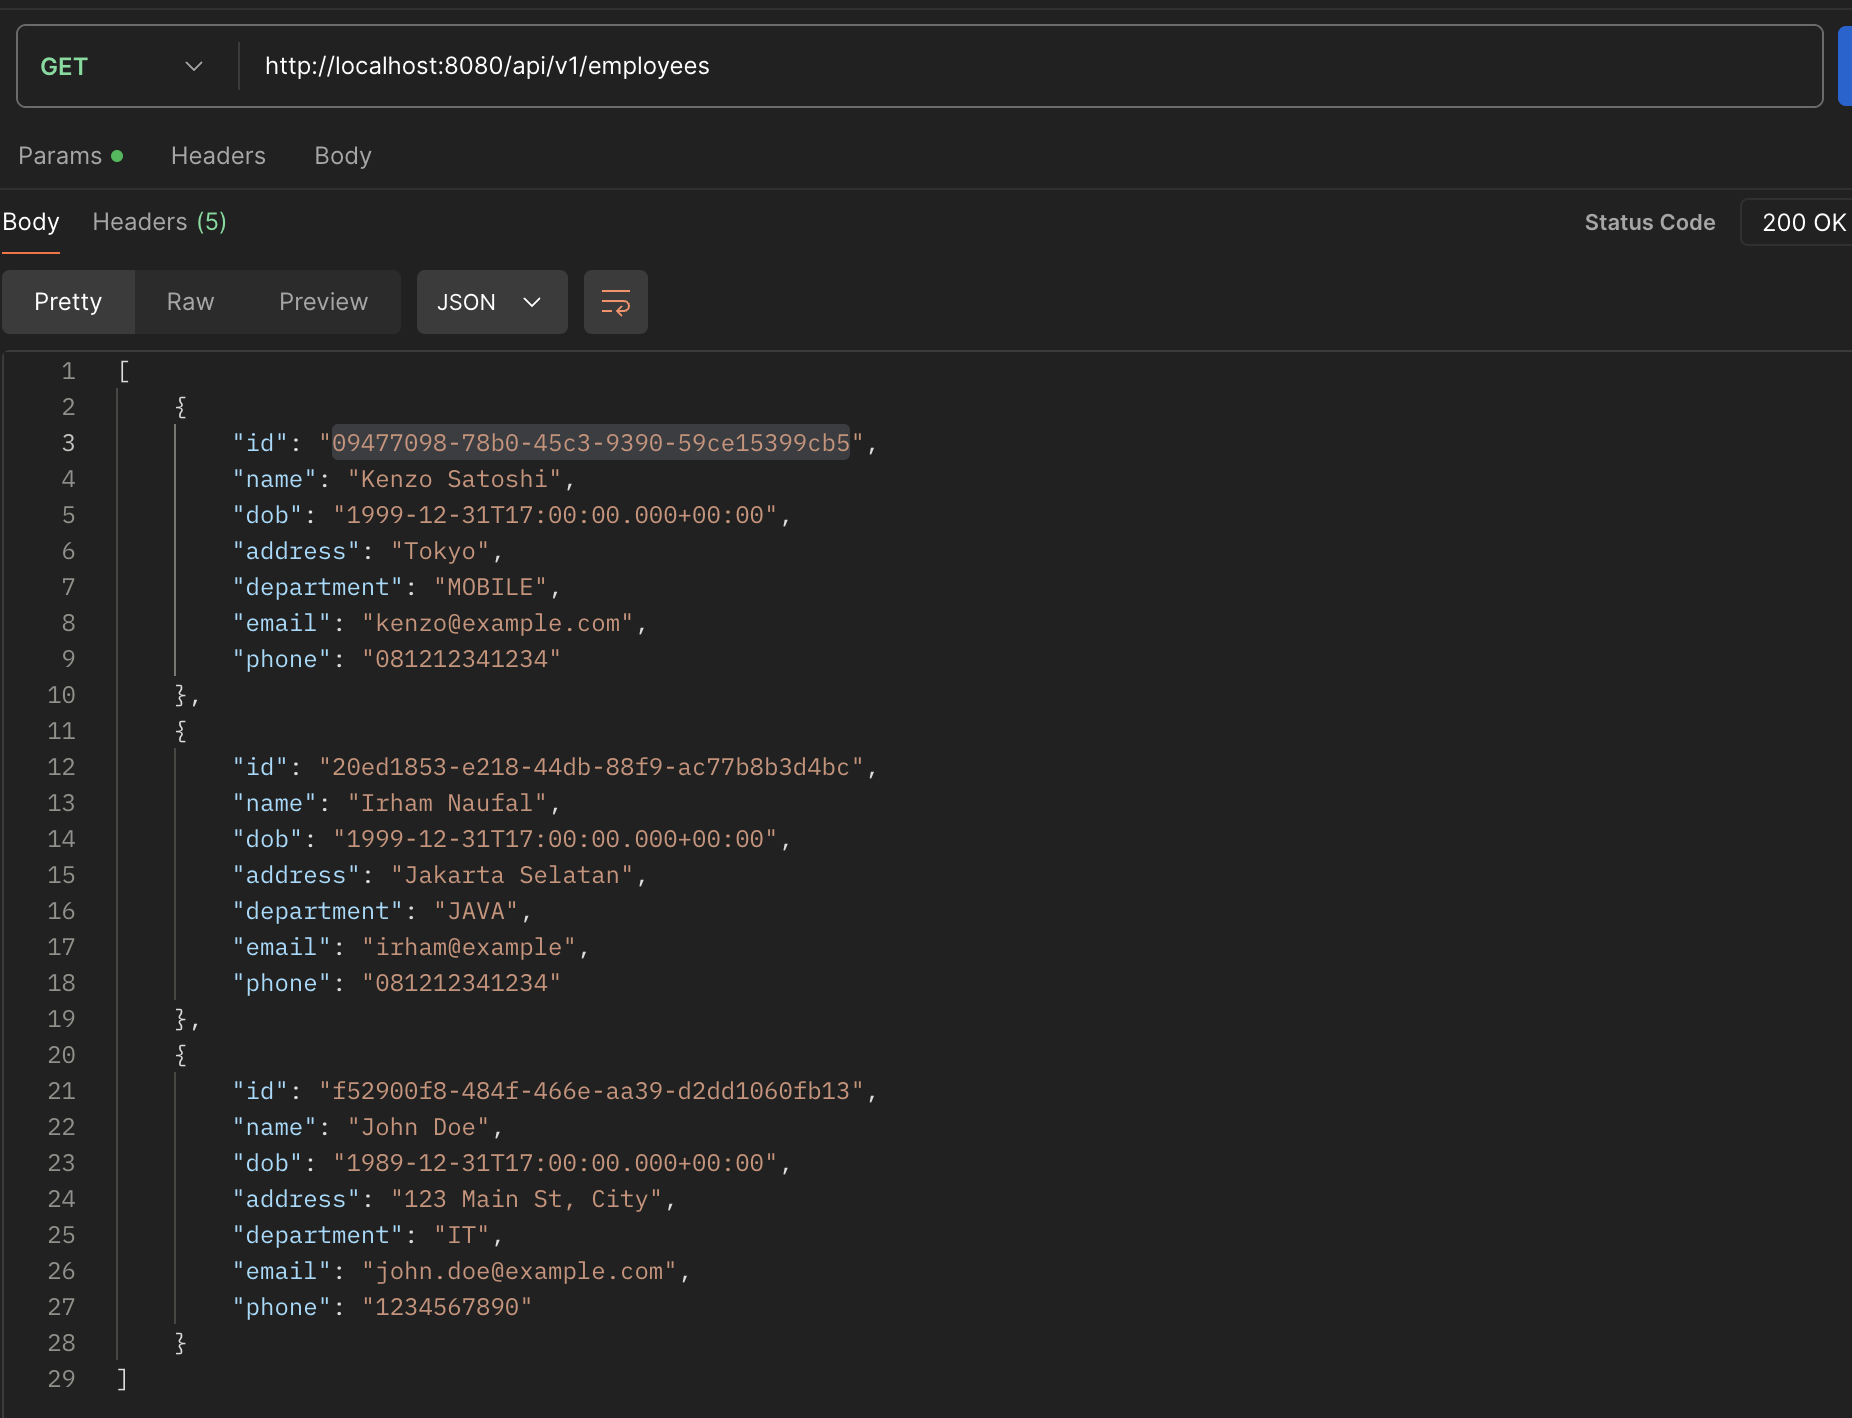 GET http://localhost:8080/api/v1/employees
Params Headers Body
Body Headers (5) Status Code 200 OK
Pretty Raw Preview JSON
1 [
2 {
3 "id": "09477098-78b0-45c3-9390-59ce15399cb5",
4 "name": "Kenzo Satoshi",
5 "dob": "1999-12-31T17:00:00.000+00:00",
6 "address": "Tokyo",
7 "department": "MOBILE",
8 "email": "kenzo@example.com",
9 "phone": "081212341234"
10 },
11 {
12 "id": "20ed1853-e218-44db-88f9-ac77b8b3d4bc",
13 "name": "Irham Naufal",
14 "dob": "1999-12-31T17:00:00.000+00:00",
15 "address": "Jakarta Selatan",
16 "department": "JAVA",
17 "email": "irham@example",
18 "phone": "081212341234"
19 },
20 {
21 "id": "f52900f8-484f-466e-aa39-d2dd1060fb13",
22 "name": "John Doe",
23 "dob": "1989-12-31T17:00:00.000+00:00",
24 "address": "123 Main St, City",
25 "department": "IT",
26 "email": "john.doe@example.com",
27 "phone": "1234567890"
28 }
29 ]